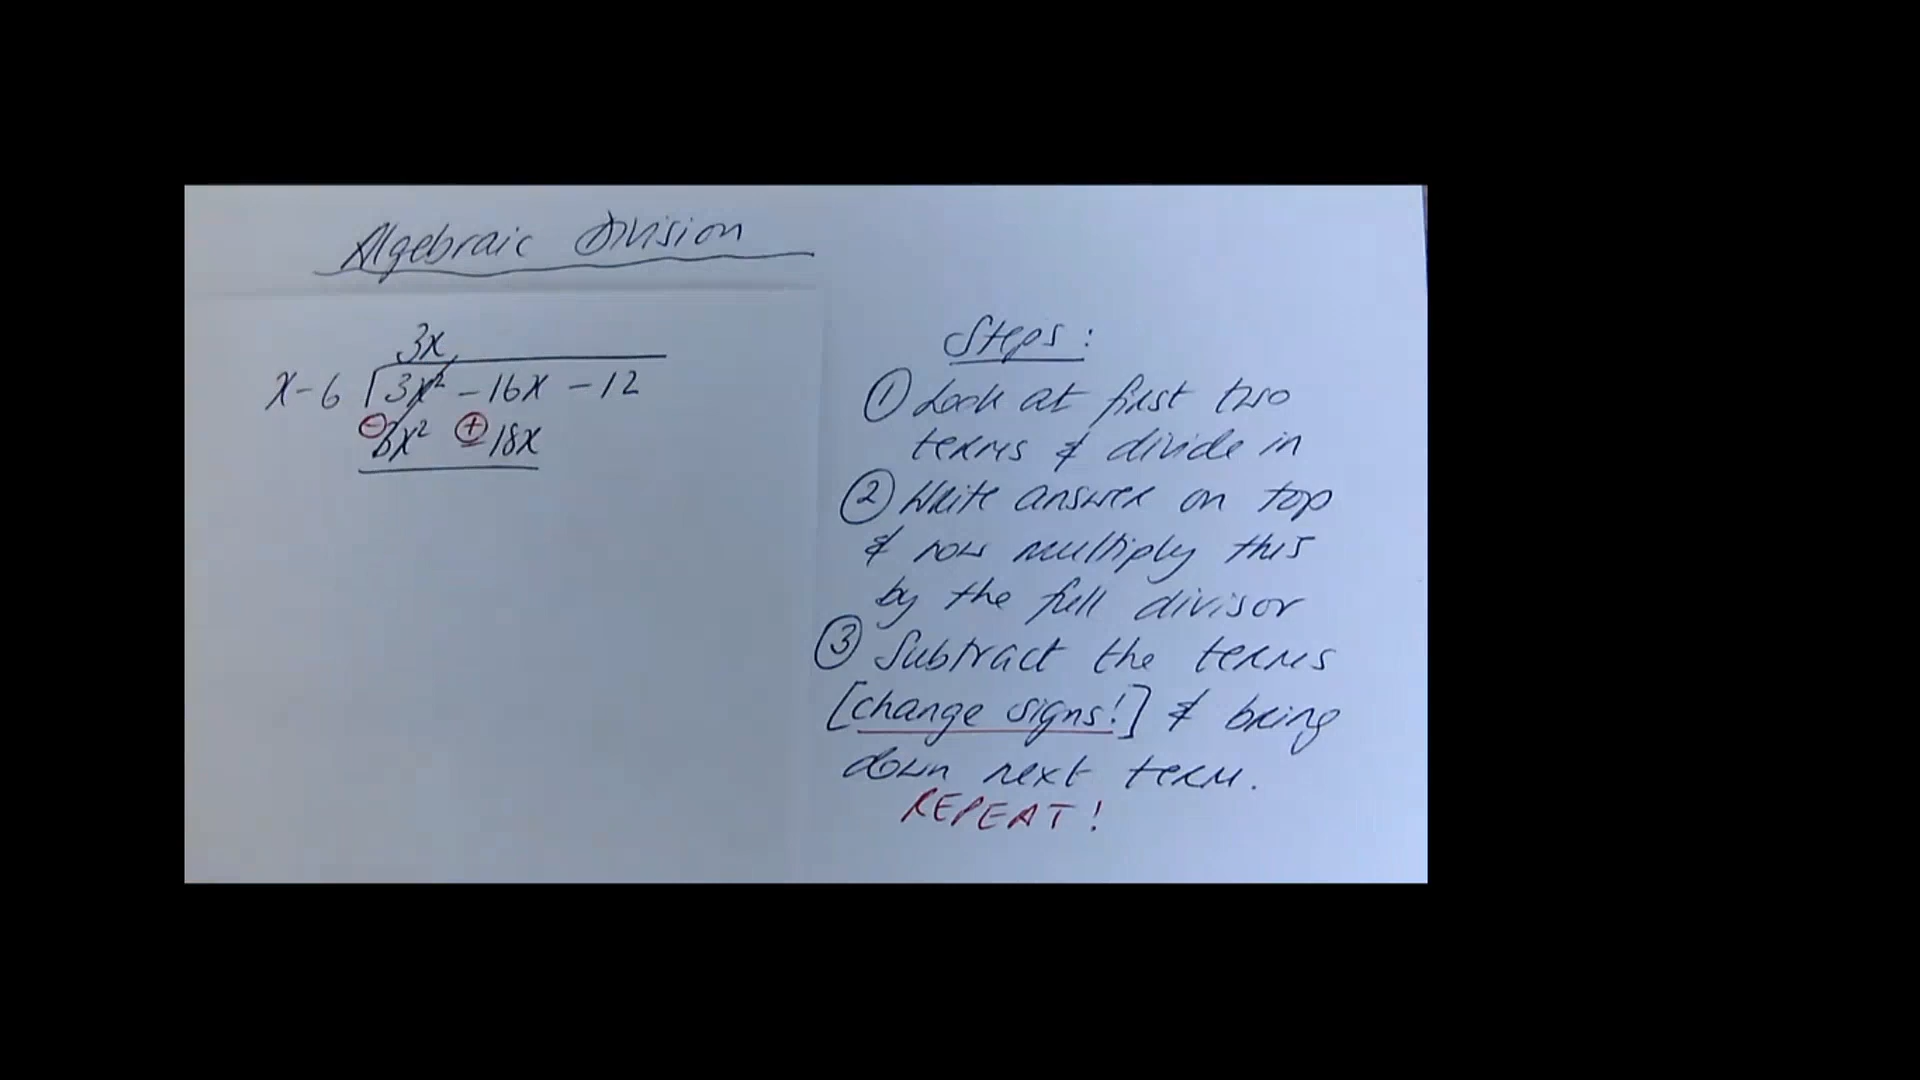 Algebraic Division
3x
x-6 3x² -16x -12
⊖3x² ⊕18x
Steps:
① Look at first two
terms & divide in
② Write answer on top
& now multiply this
by the full divisor
③ Subtract the terms
[change signs!] & bring
down next term.
REPEAT!